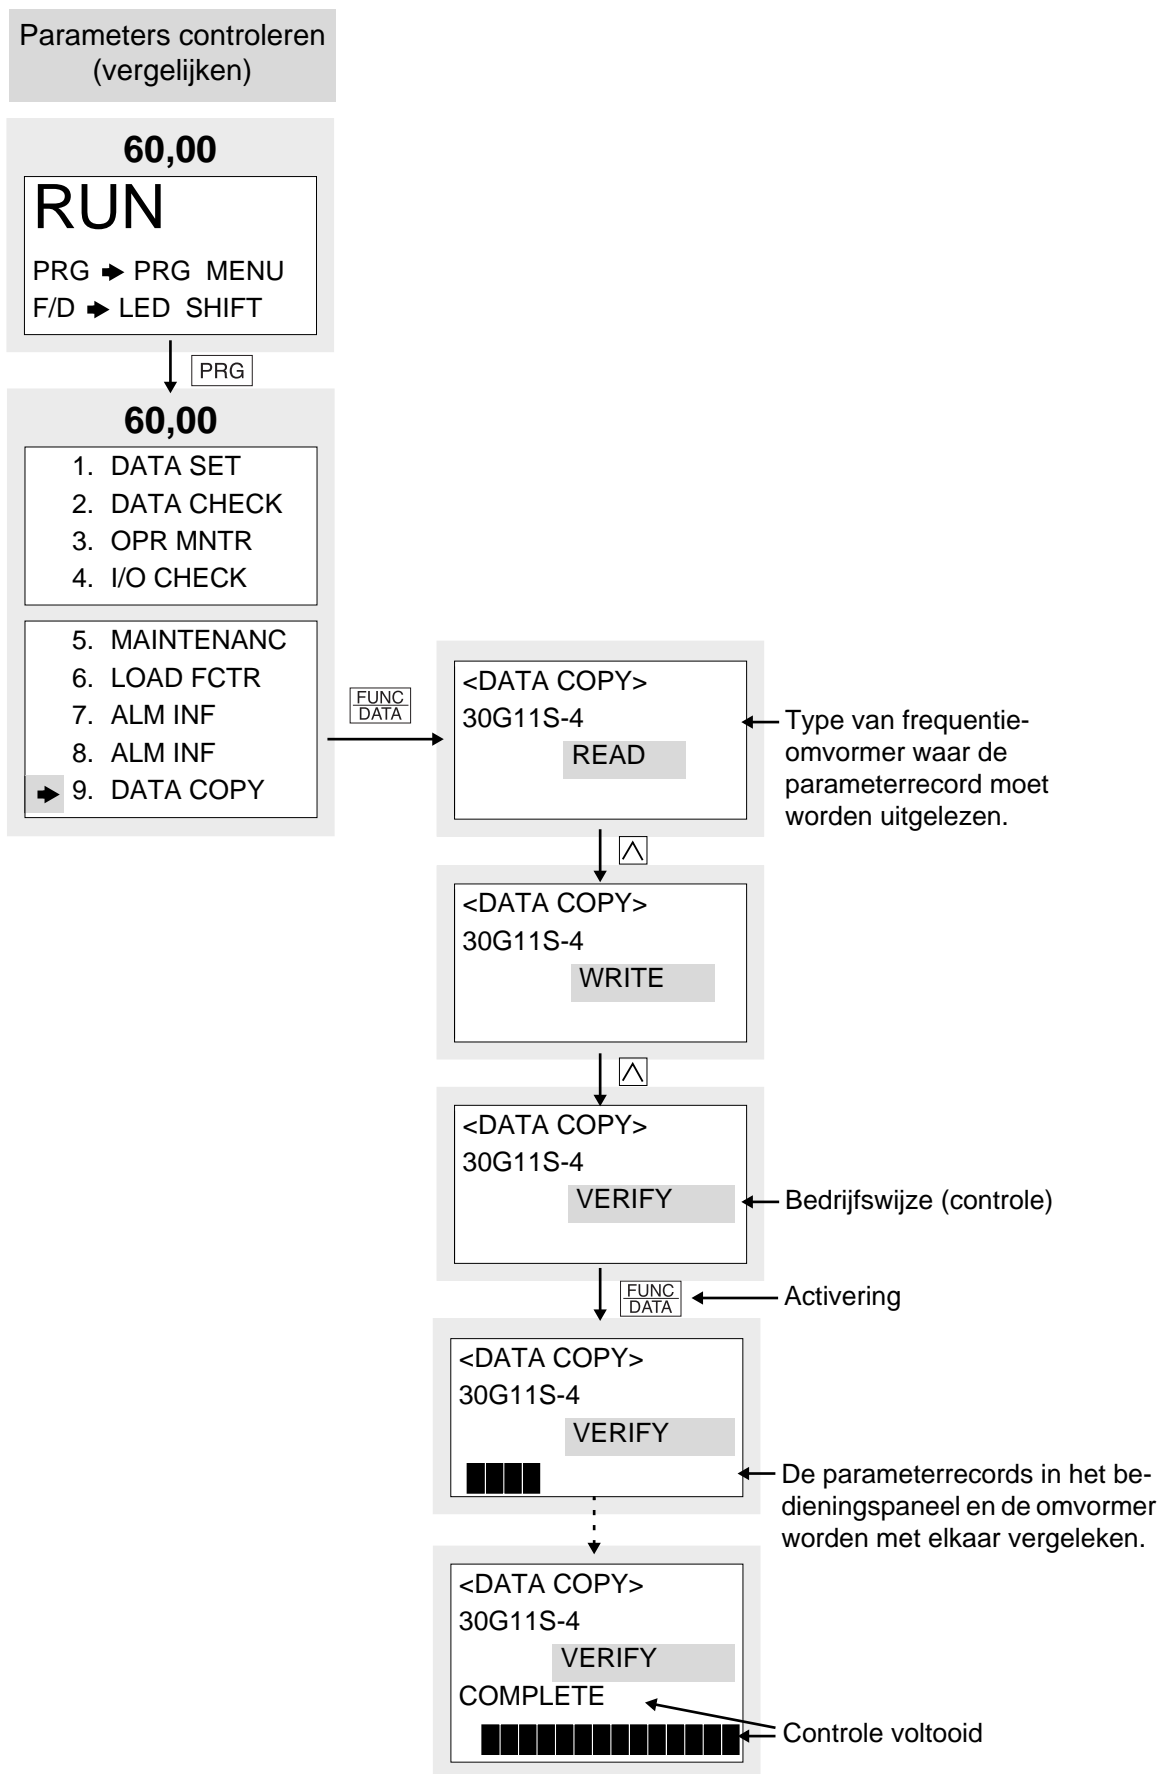 Parameters controleren
(vergelijken)
60,00
RUN
PRG ➧ PRG MENU
F/D ➧ LED SHIFT
PRG
60,00
1. DATA SET
2. DATA CHECK
3. OPR MNTR
4. I/O CHECK
5. MAINTENANC
6. LOAD FCTR
7. ALM INF
8. ALM INF
➧ 9. DATA COPY
FUNC
DATA
<DATA COPY>
30G11S-4
READ
Type van frequentie-
omvormer waar de
parameterrecord moet
worden uitgelezen.
<DATA COPY>
30G11S-4
WRITE
<DATA COPY>
30G11S-4
VERIFY
Bedrijfswijze (controle)
FUNC
DATA
Activering
<DATA COPY>
30G11S-4
VERIFY
De parameterrecords in het be-
dieningspaneel en de omvormer
worden met elkaar vergeleken.
<DATA COPY>
30G11S-4
VERIFY
COMPLETE
Controle voltooid